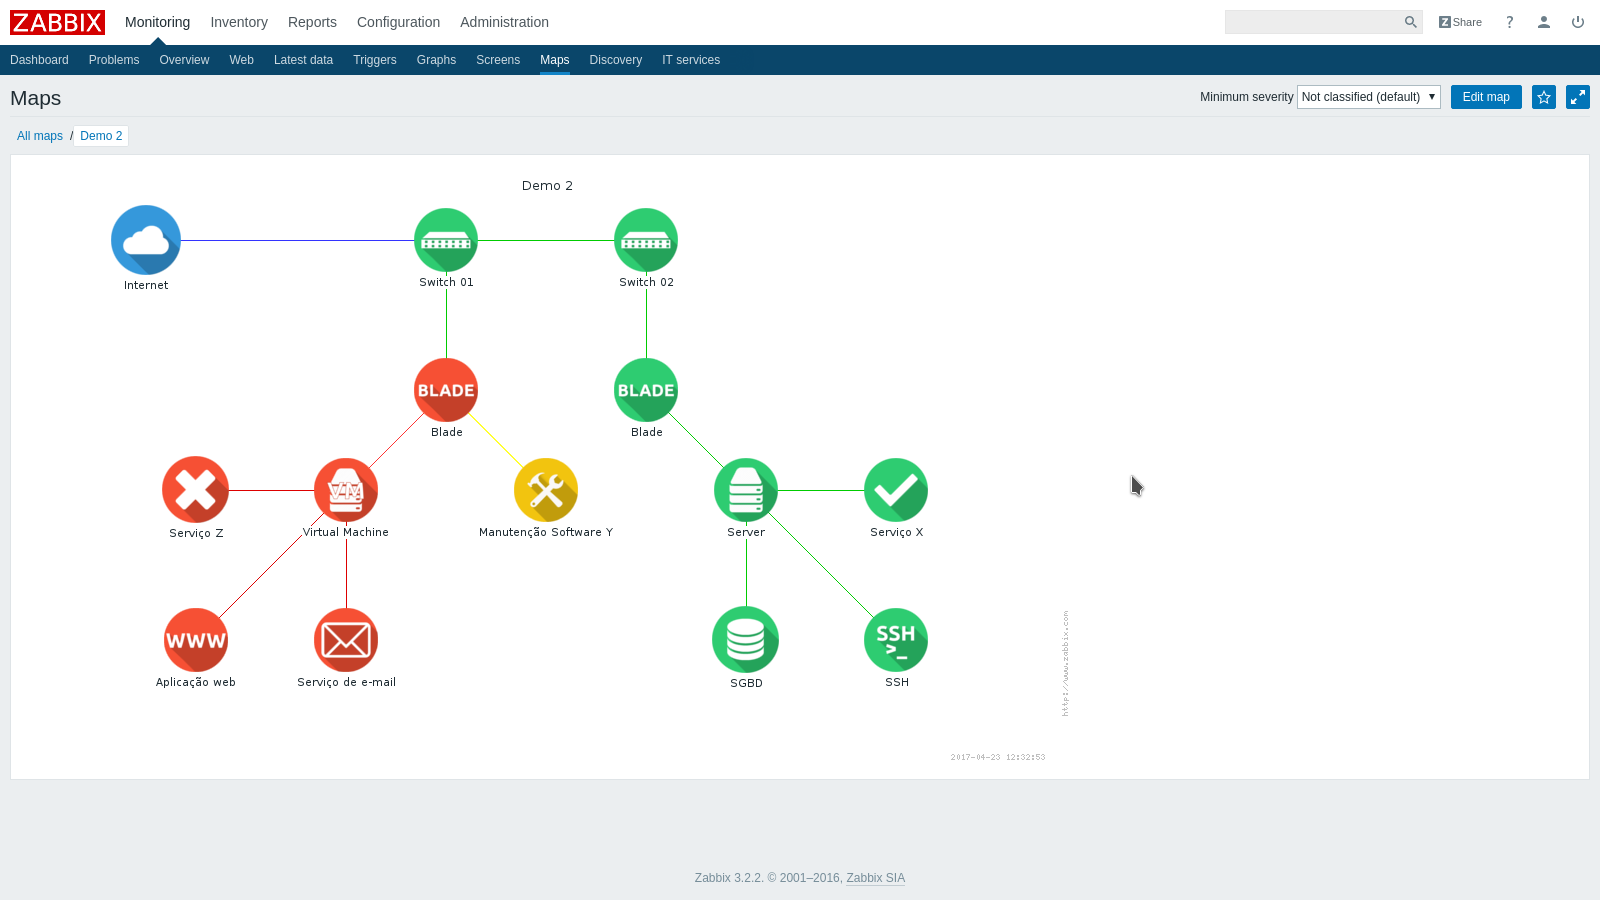 ZABBIX Monitoring Inventory Reports Configuration Administration Z Share ?
Dashboard Problems Overview Web Latest data Triggers Graphs Screens Maps Discovery IT services
Maps Minimum severity Not classified (default) Edit map
All maps / Demo 2
Demo 2
Internet Switch 01 Switch 02
BLADE BLADE
Blade Blade
VM
Serviço Z Virtual Machine Manutenção Software Y Server Serviço X
WWW SSH
>_
Aplicação web Serviço de e-mail SGBD SSH
http://www.zabbix.com
2017-04-23 12:32:53
Zabbix 3.2.2. © 2001–2016, Zabbix SIA